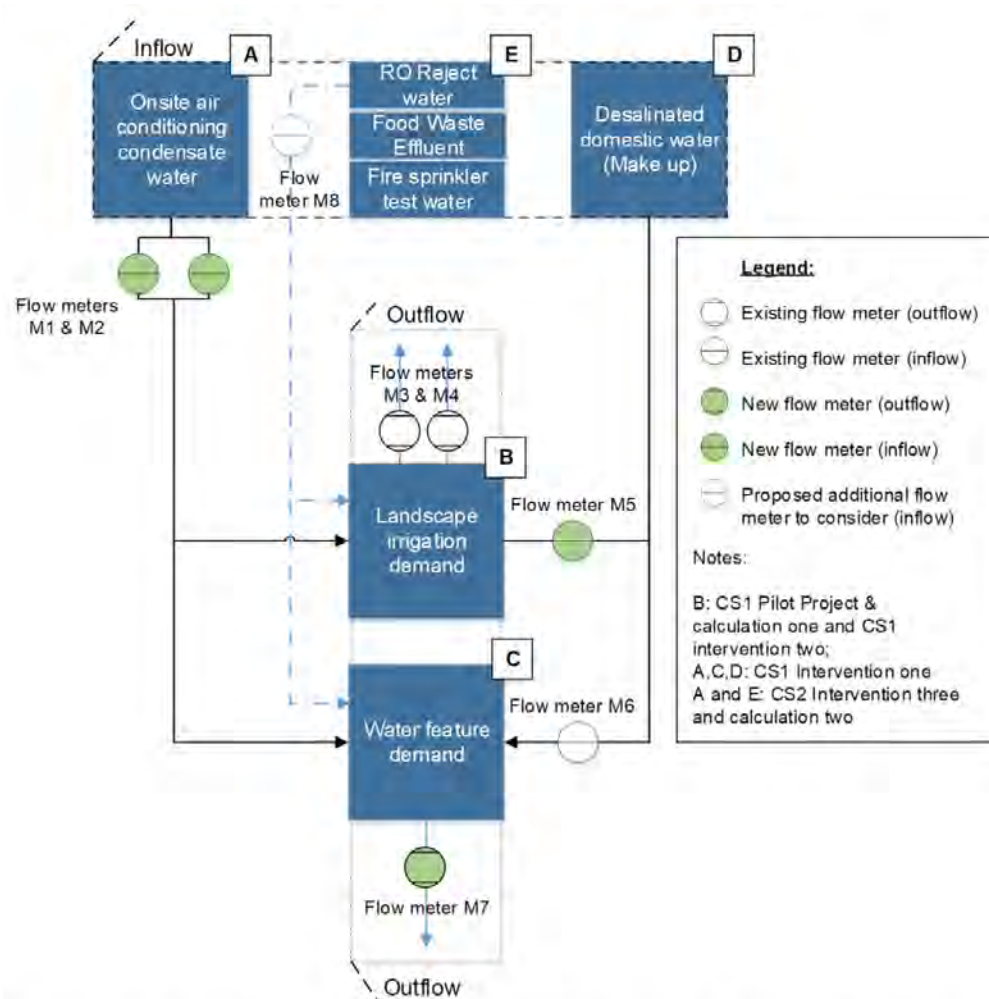 Inflow
A
E
D
Onsite air
conditioning
condensate
water
RO Reject
water
Food Waste
Effluent
Fire sprinkler
test water
Desalinated
domestic water
(Make up)
Flow
meter M8
Flow meters
M1 & M2
Outflow
Flow meters
M3 & M4
B
Landscape
irrigation
demand
Flow meter M5
C
Water feature
demand
Flow meter M6
Flow meter M7
Outflow
Legend:
Existing flow meter (outflow)
Existing flow meter (inflow)
New flow meter (outflow)
New flow meter (inflow)
Proposed additional flow
meter to consider (inflow)
Notes:
B: CS1 Pilot Project &
calculation one and CS1
intervention two;
A,C,D: CS1 Intervention one
A and E: CS2 Intervention three
and calculation two